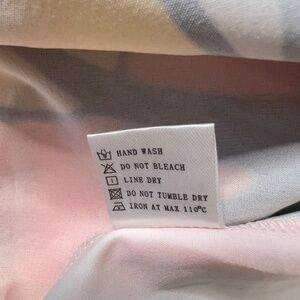 HAND WASH
DO NOT BLEACH
LINE DRY
DO NOT TUMBLE DRY
IRON AT MAX 110°C